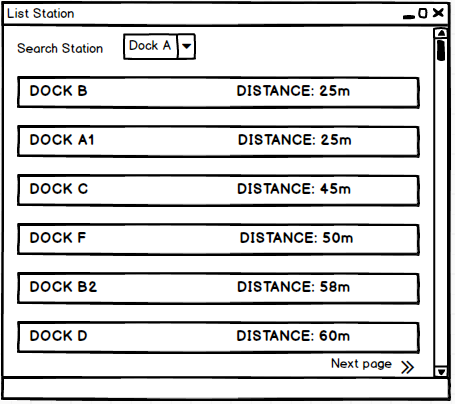 List Station
Search Station Dock A
DOCK B DISTANCE: 25m
DOCK A1 DISTANCE: 25m
DOCK C DISTANCE: 45m
DOCK F DISTANCE: 50m
DOCK B2 DISTANCE: 58m
DOCK D DISTANCE: 60m
Next page